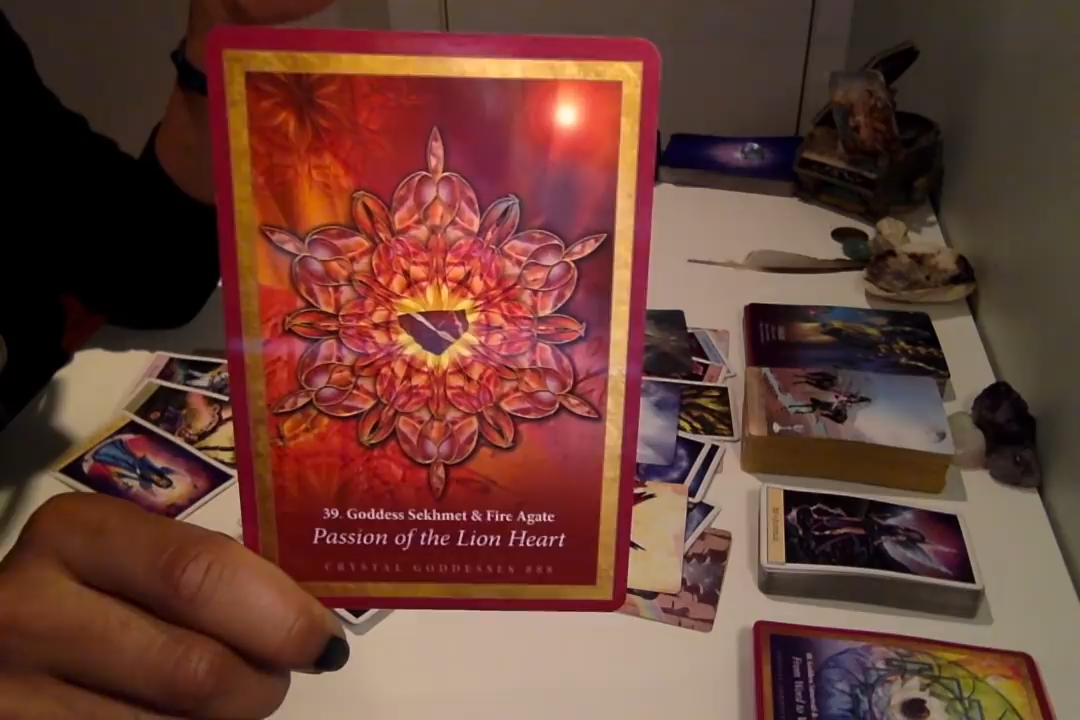 39. Goddess Sekhmet & Fire Agate
Passion of the Lion Heart
CRYSTAL GODDESSES 888